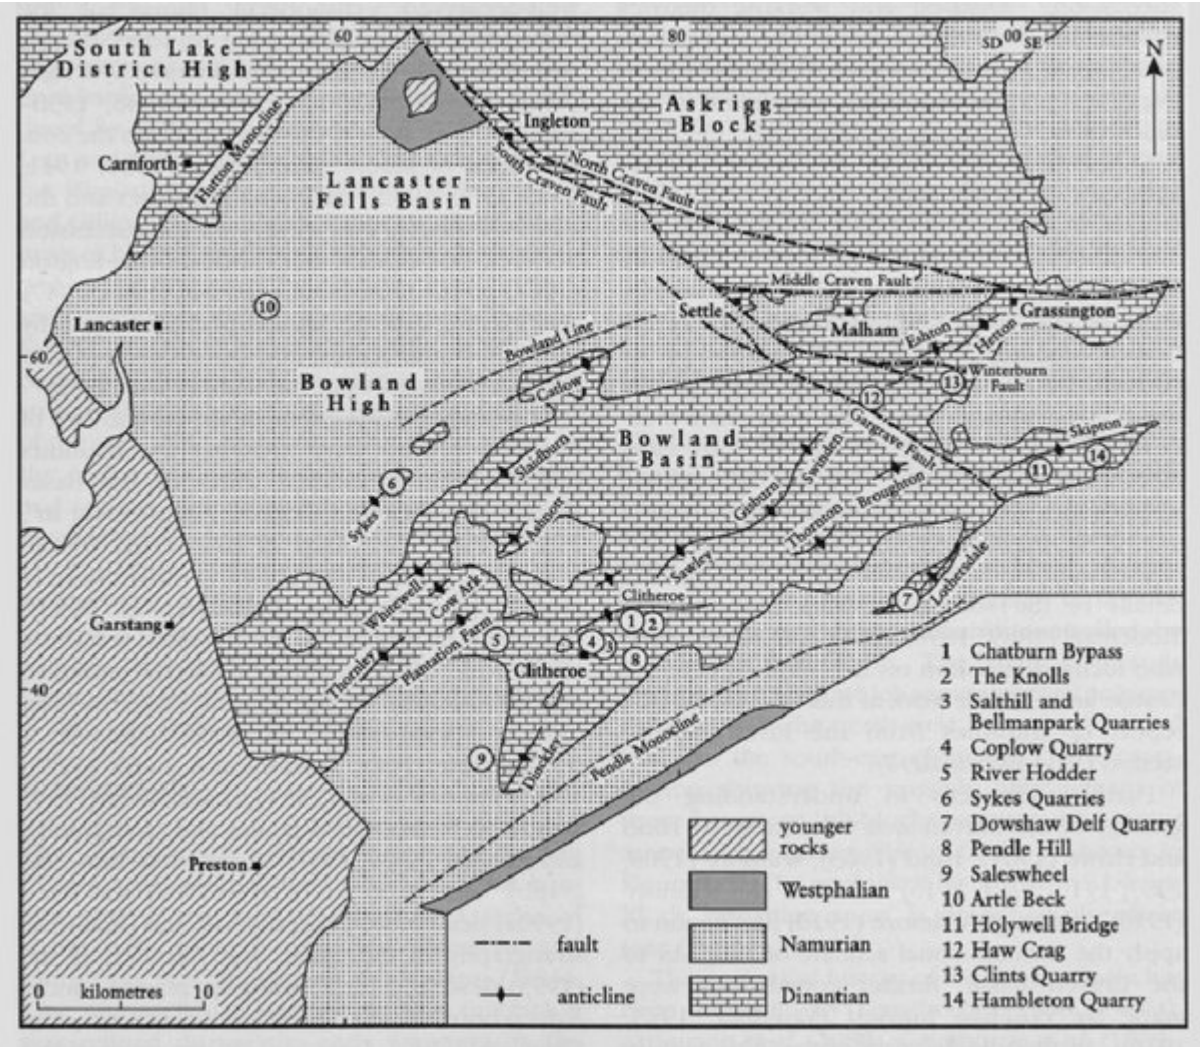 60
80
SD 00 SE
N
South Lake
District High
Askrigg
Block
Ingleton
Carnforth
Hutton Monocline
North Craven Fault
South Craven Fault
Lancaster
Fells Basin
Middle Craven Fault
10
Settle
Grassington
Lancaster
Malham
Eshton
Hetton
Bowland Line
60
Winterburn
Fault
Bowland
High
Catlow
12
13
Gargrave Fault
Skipton
Bowland
Basin
Slaidburn
Swinden
11
14
6
Sykes
Gisburn
Broughton
Ashnott
Thornton
Sawley
Lothersdale
Whitewell
Cow Ark
Clitheroe
7
Garstang
Plantation Farm
5
1
2
4
3
8
Thornley
Clitheroe
40
Pendle Monocline
9
Dinckley
Preston
1 Chatburn Bypass
2 The Knolls
3 Salthill and
Bellmanpark Quarries
4 Coplow Quarry
5 River Hodder
6 Sykes Quarries
7 Dowshaw Delf Quarry
8 Pendle Hill
9 Saleswheel
10 Artle Beck
11 Holywell Bridge
12 Haw Crag
13 Clints Quarry
14 Hambleton Quarry
younger
rocks
Westphalian
Namurian
Dinantian
fault
anticline
0 kilometres 10